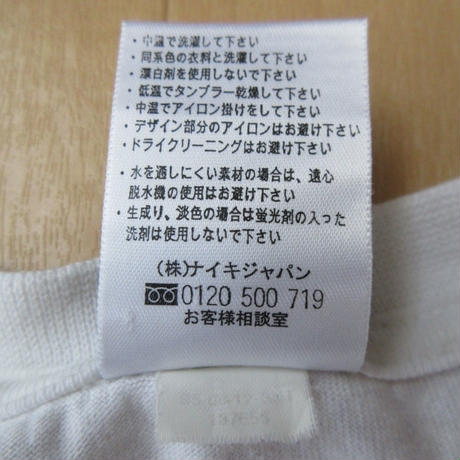 ・中温で洗濯して下さい
・同系色の衣料と洗濯して下さい
・漂白剤を使用しないで下さい
・低温でタンブラー乾燥して下さい
・中温でアイロン掛けをして下さい
・デザイン部分のアイロンはお避け下さい
・ドライクリーニングはお避け下さい
・水を通しにくい素材の場合は、遠心
脱水機の使用はお避け下さい
・生成り、淡色の場合は蛍光剤の入った
洗剤は使用しないで下さい
(株)ナイキジャパン
0120 500 719
お客様相談室